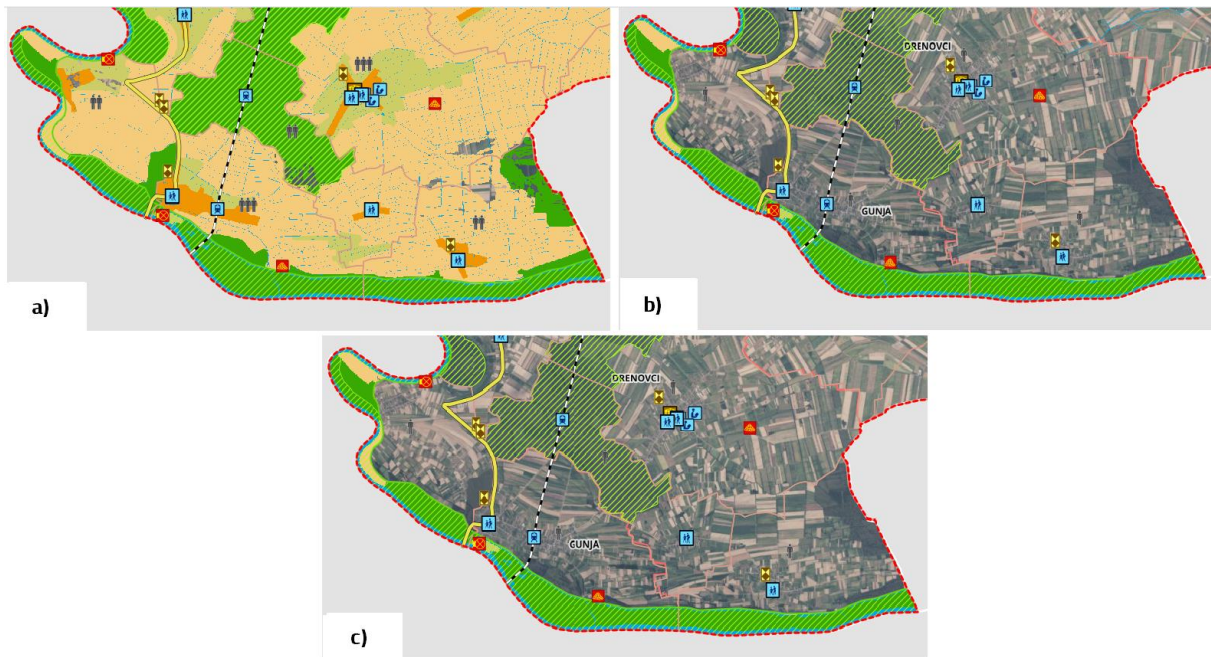 DRENOVCI
GUNJA
a)
b)
DRENOVCI
GUNJA
c)